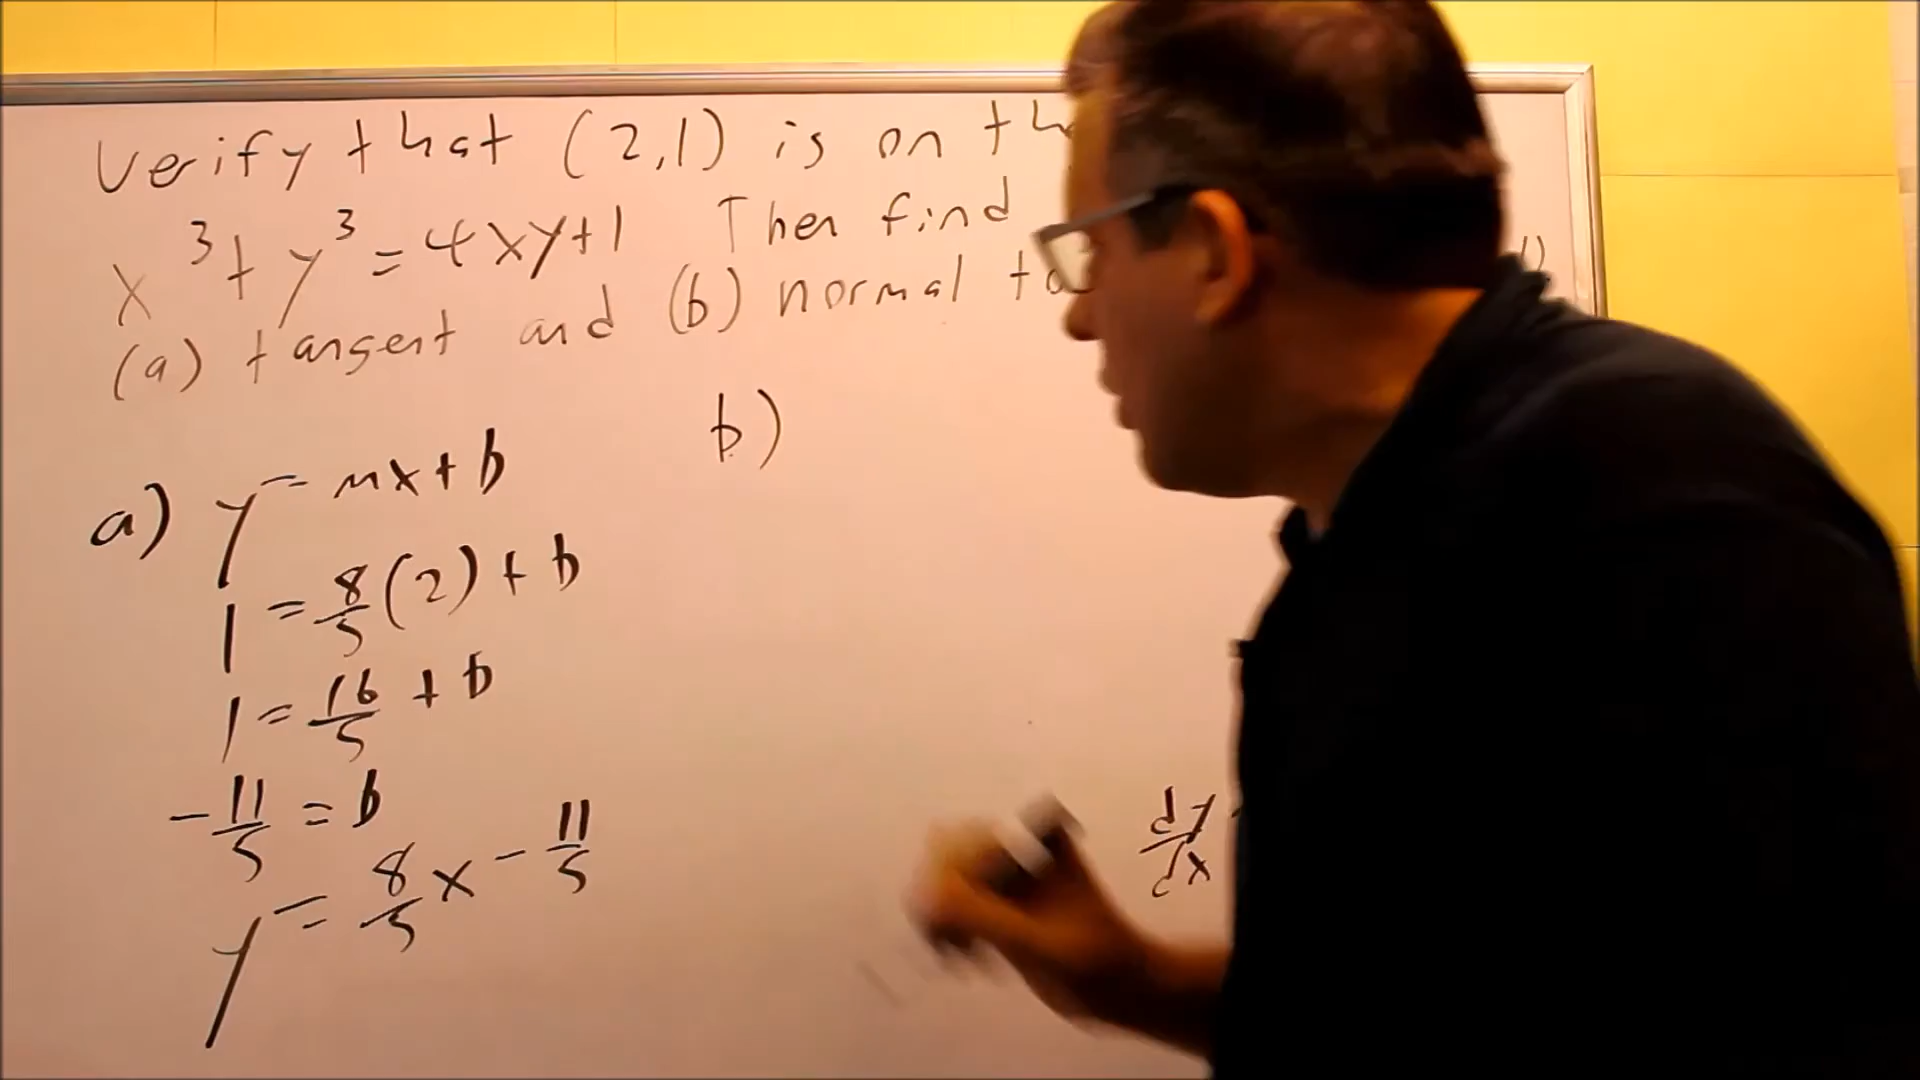 Verify that (2,1) is on th
x³ + y³ = 4xy+1 Then find
(a) tangent and (b) normal to
a) y = mx + b
1 = 8/5 (2) + b
1 = 16/5 + b
-11/5 = b
y = 8/5 x - 11/5
b)
dy/dx